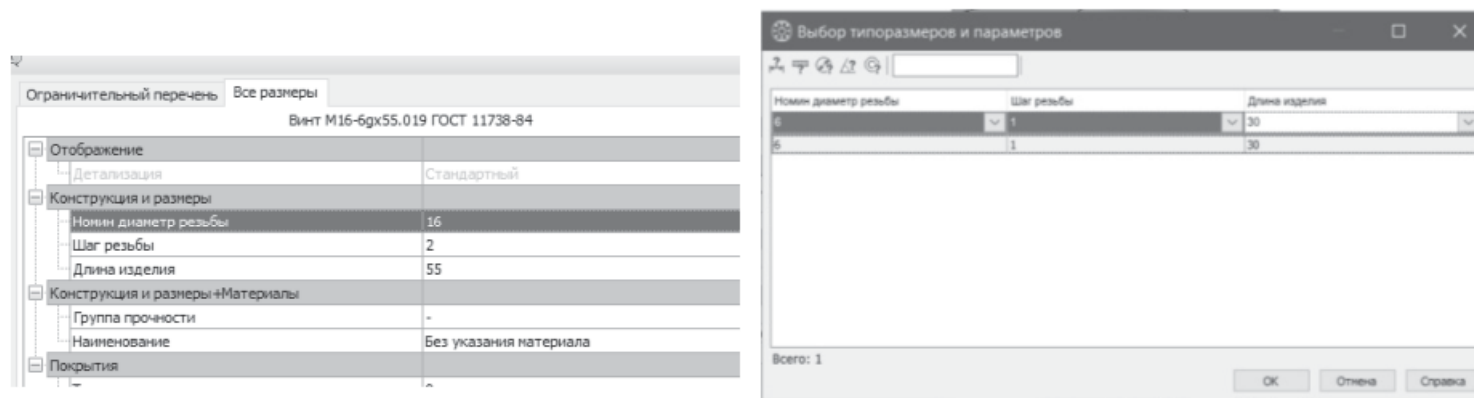 Ограничительный перечень Все размеры
Винт М16-6gх55.019 ГОСТ 11738-84
Отображение
Детализация Стандартный
Конструкция и размеры
Номин диаметр резьбы 16
Шаг резьбы 2
Длина изделия 55
Конструкция и размеры+Материалы
Группа прочности -
Наименование Без указания материала
Покрытия
Выбор типоразмеров и параметров
Номин диаметр резьбы Шаг резьбы Длина изделия
6 1 30
6 1 30
Всего: 1
ОК Отмена Справка